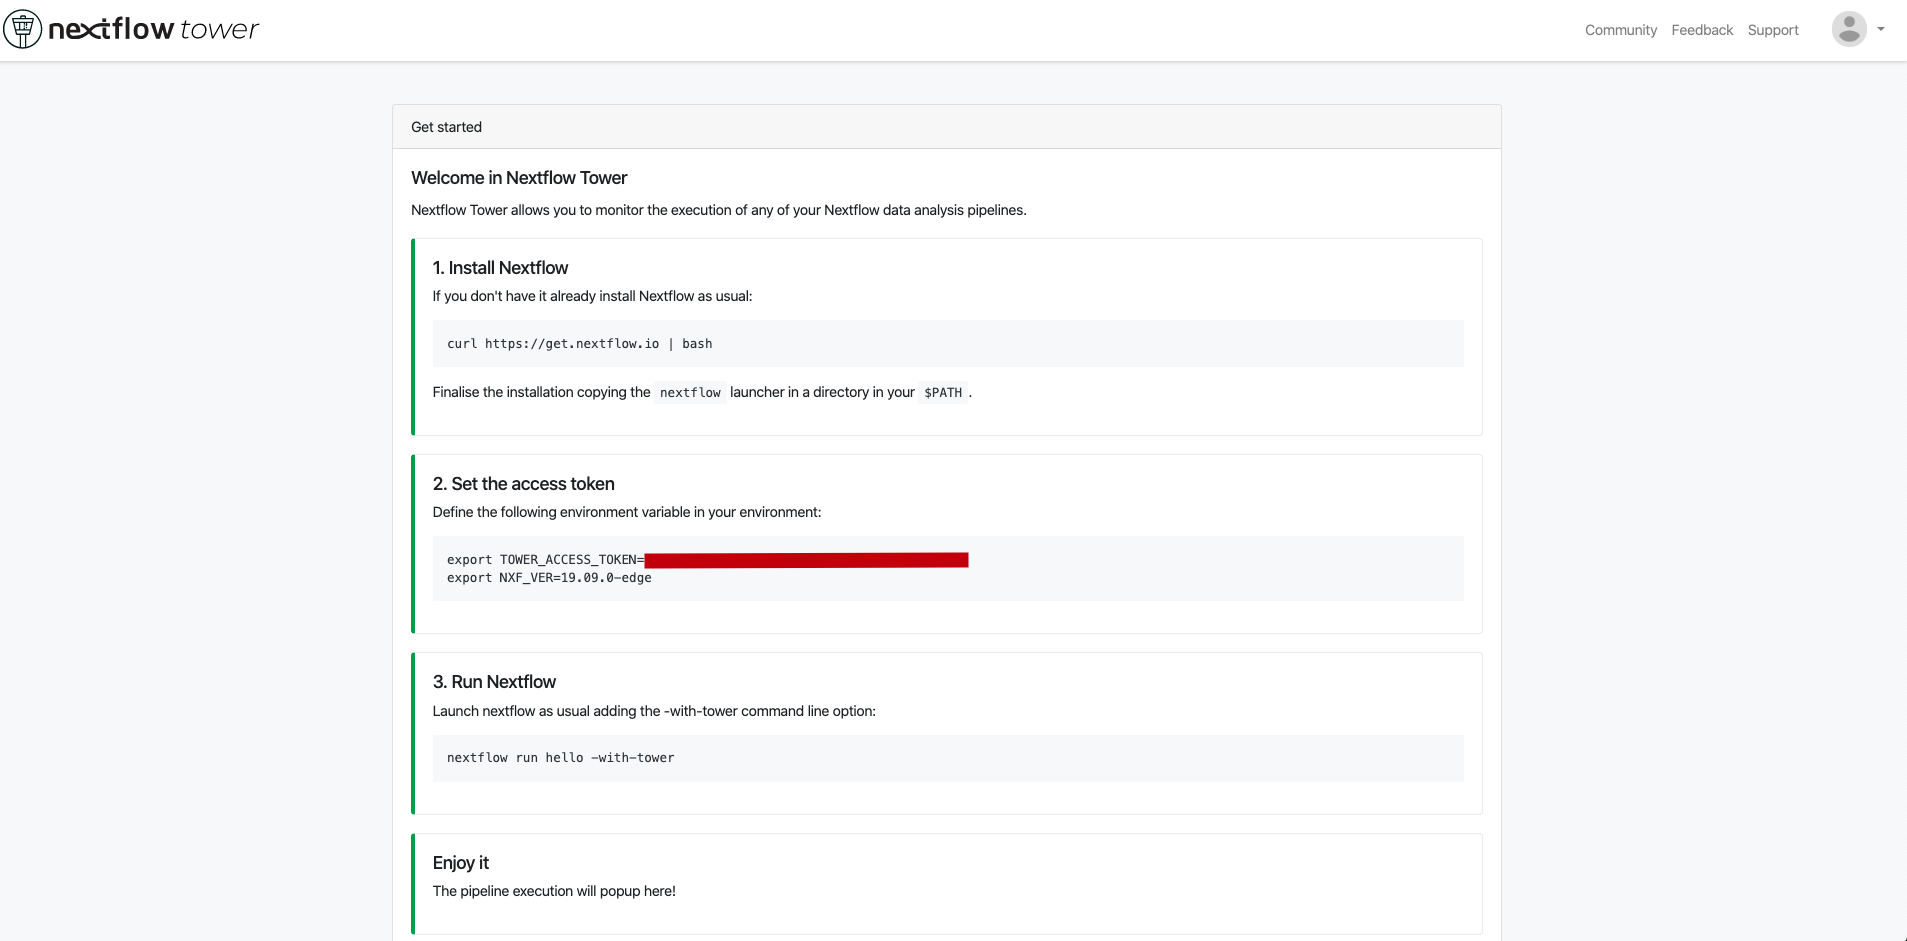 nextflow tower
Community Feedback Support
Get started
Welcome in Nextflow Tower
Nextflow Tower allows you to monitor the execution of any of your Nextflow data analysis pipelines.
1. Install Nextflow
If you don't have it already install Nextflow as usual:
curl https://get.nextflow.io | bash
Finalise the installation copying the nextflow launcher in a directory in your $PATH .
2. Set the access token
Define the following environment variable in your environment:
export TOWER_ACCESS_TOKEN=
export NXF_VER=19.09.0-edge
3. Run Nextflow
Launch nextflow as usual adding the -with-tower command line option:
nextflow run hello -with-tower
Enjoy it
The pipeline execution will popup here!